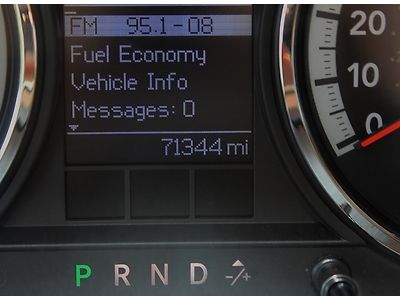 FM 95.1-08
Fuel Economy
Vehicle Info
Messages: 0
71344 mi
P R N D -/+
20
10
0